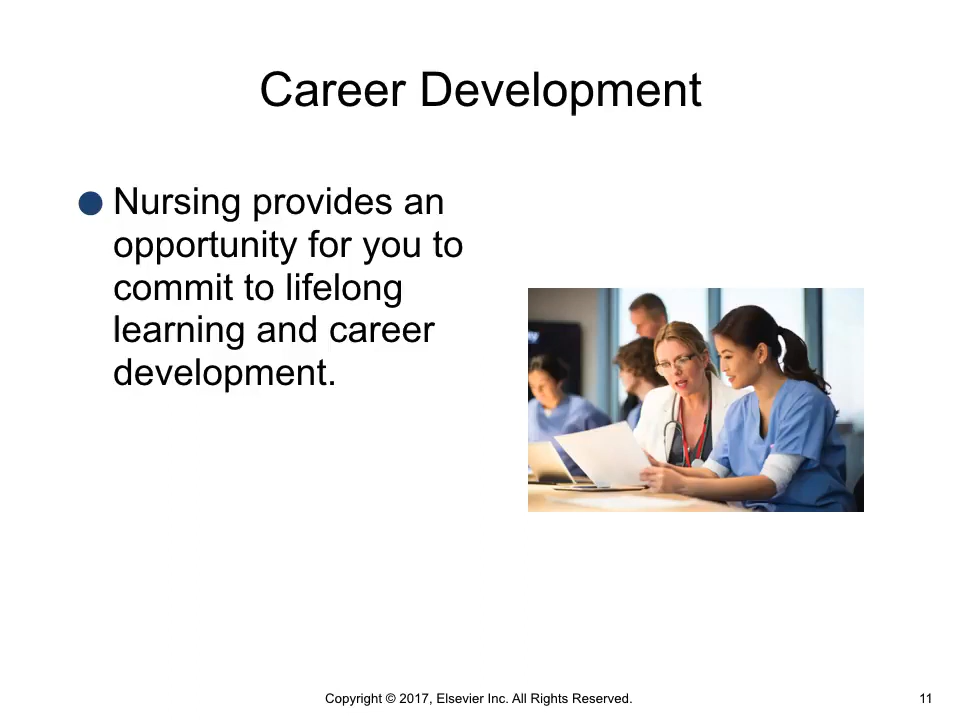 Career Development
Nursing provides an
opportunity for you to
commit to lifelong
learning and career
development.
Copyright © 2017, Elsevier Inc. All Rights Reserved.
11